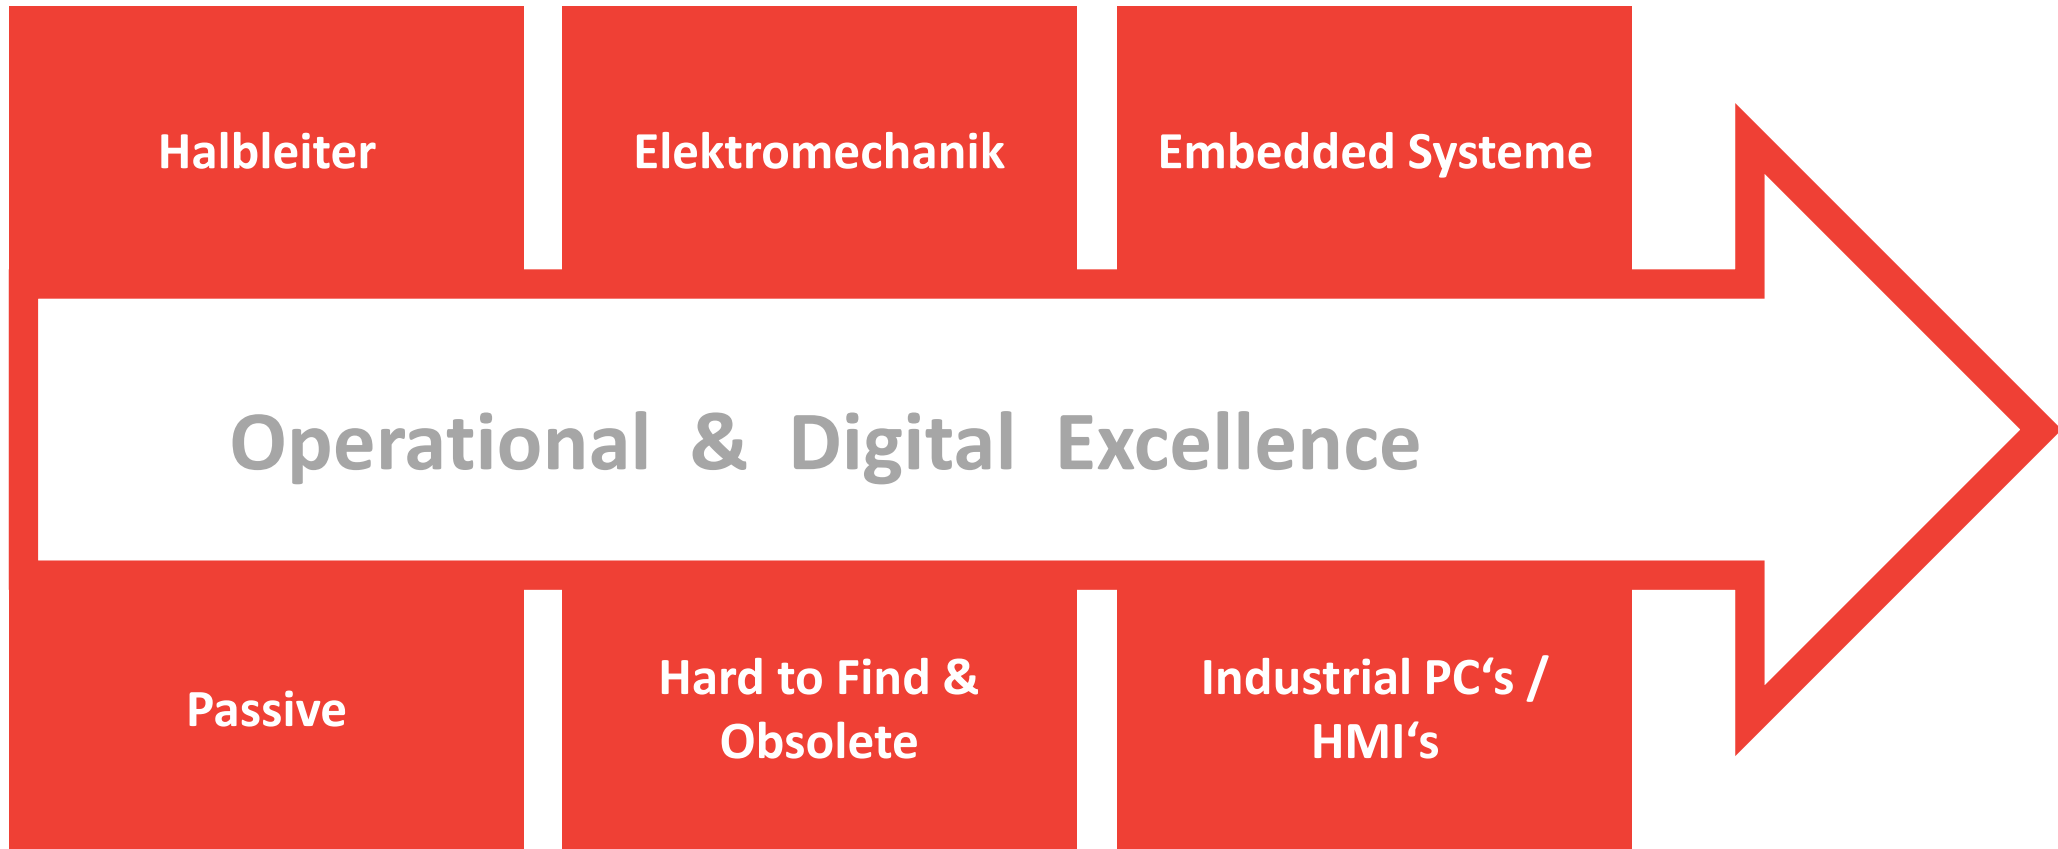 Halbleiter
Elektromechanik
Embedded Systeme
Operational & Digital Excellence
Passive
Hard to Find &
Obsolete
Industrial PC‘s /
HMI‘s